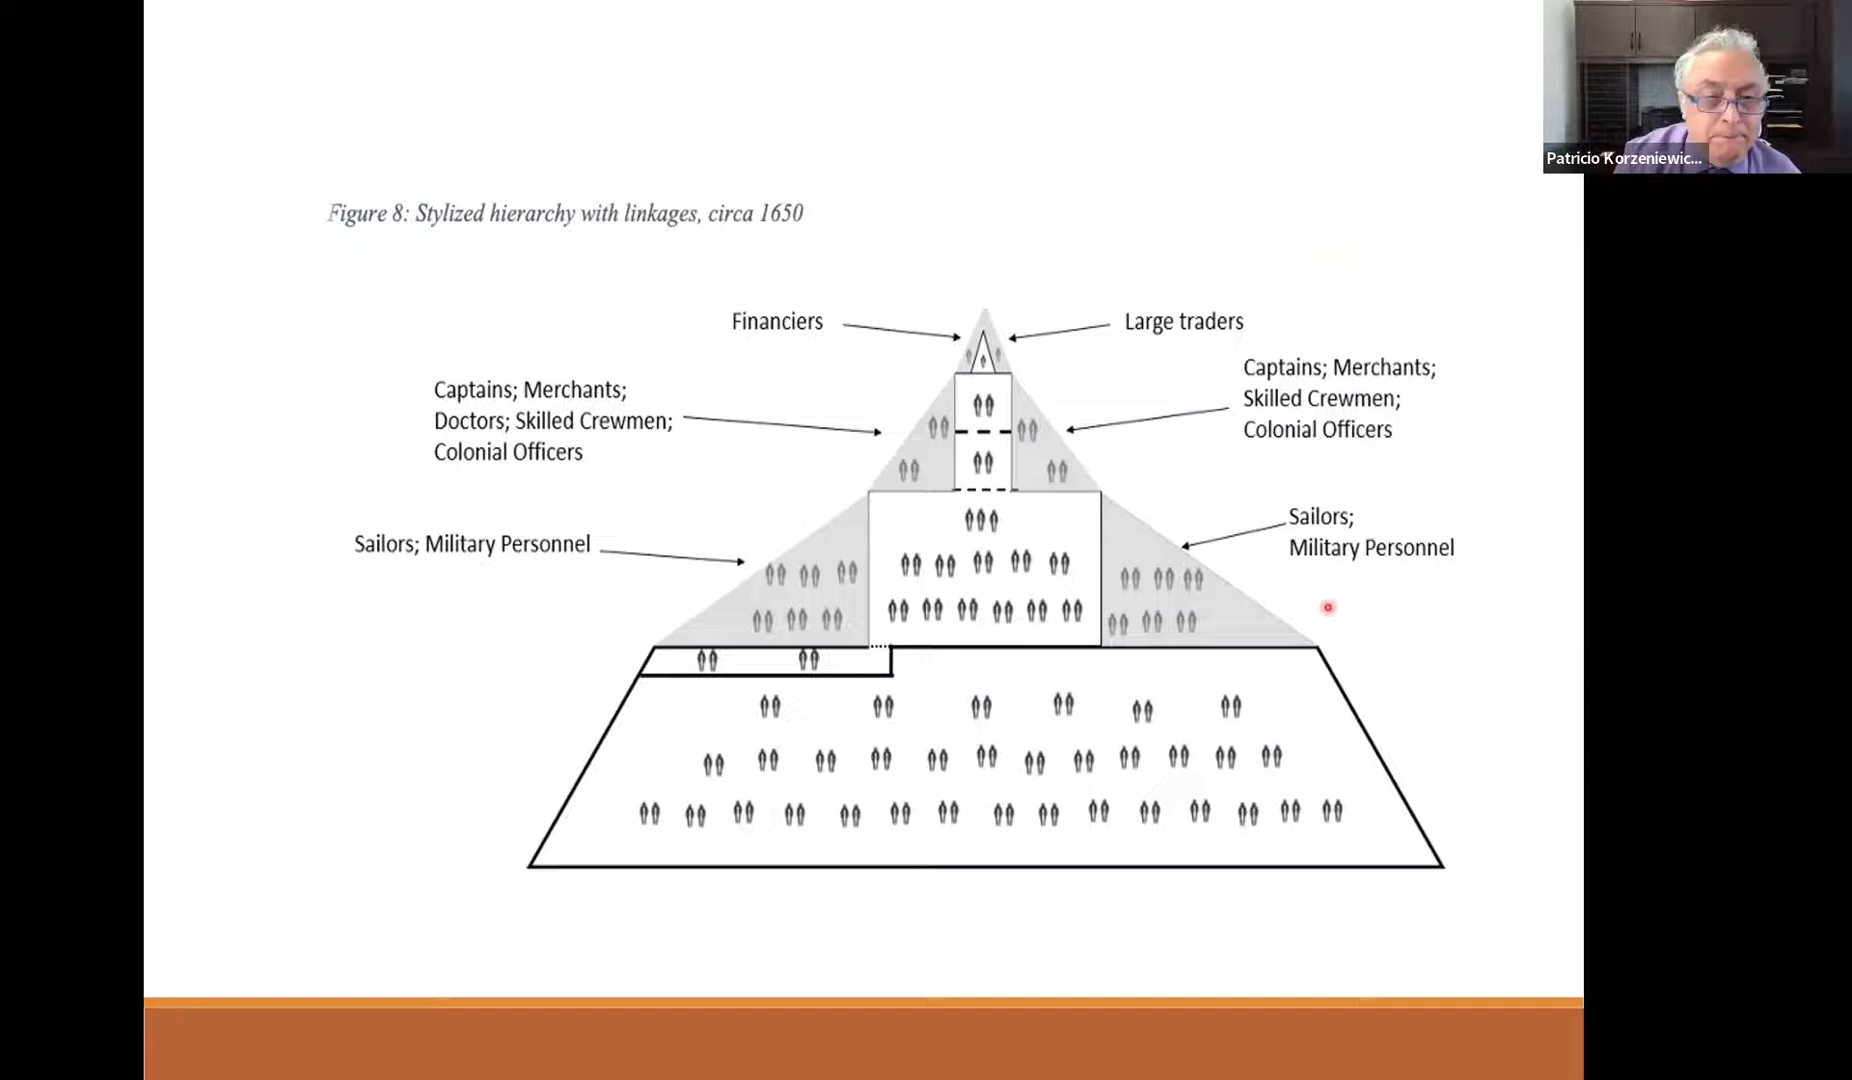 Patricio Korzeniewic...
Figure 8: Stylized hierarchy with linkages, circa 1650
Financiers
Large traders
Captains; Merchants;
Doctors; Skilled Crewmen;
Colonial Officers
Captains; Merchants;
Skilled Crewmen;
Colonial Officers
Sailors; Military Personnel
Sailors;
Military Personnel